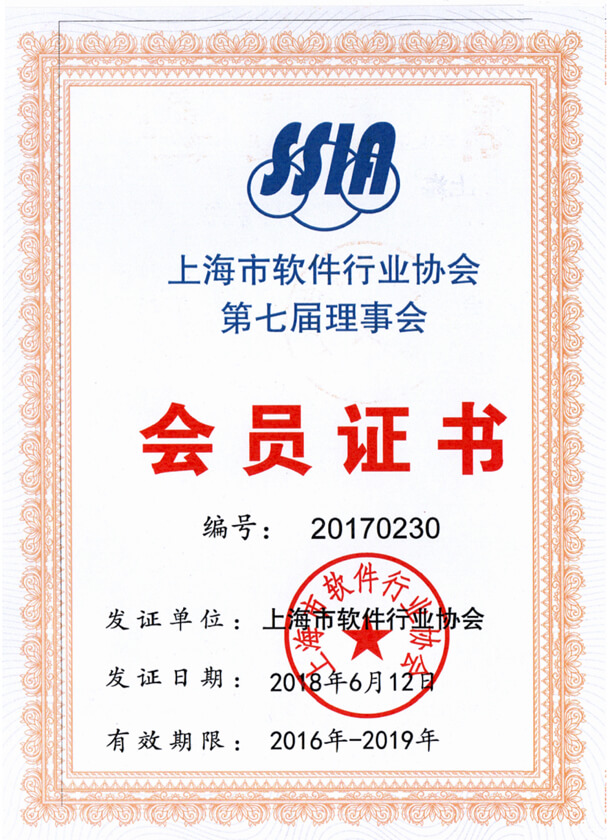 SSIA
上海市软件行业协会
第七届理事会
会员证书
编号： 20170230
发证单位：上海市软件行业协会
上海市软件行业协会
发证日期：2018年6月12日
有效期限：2016年-2019年